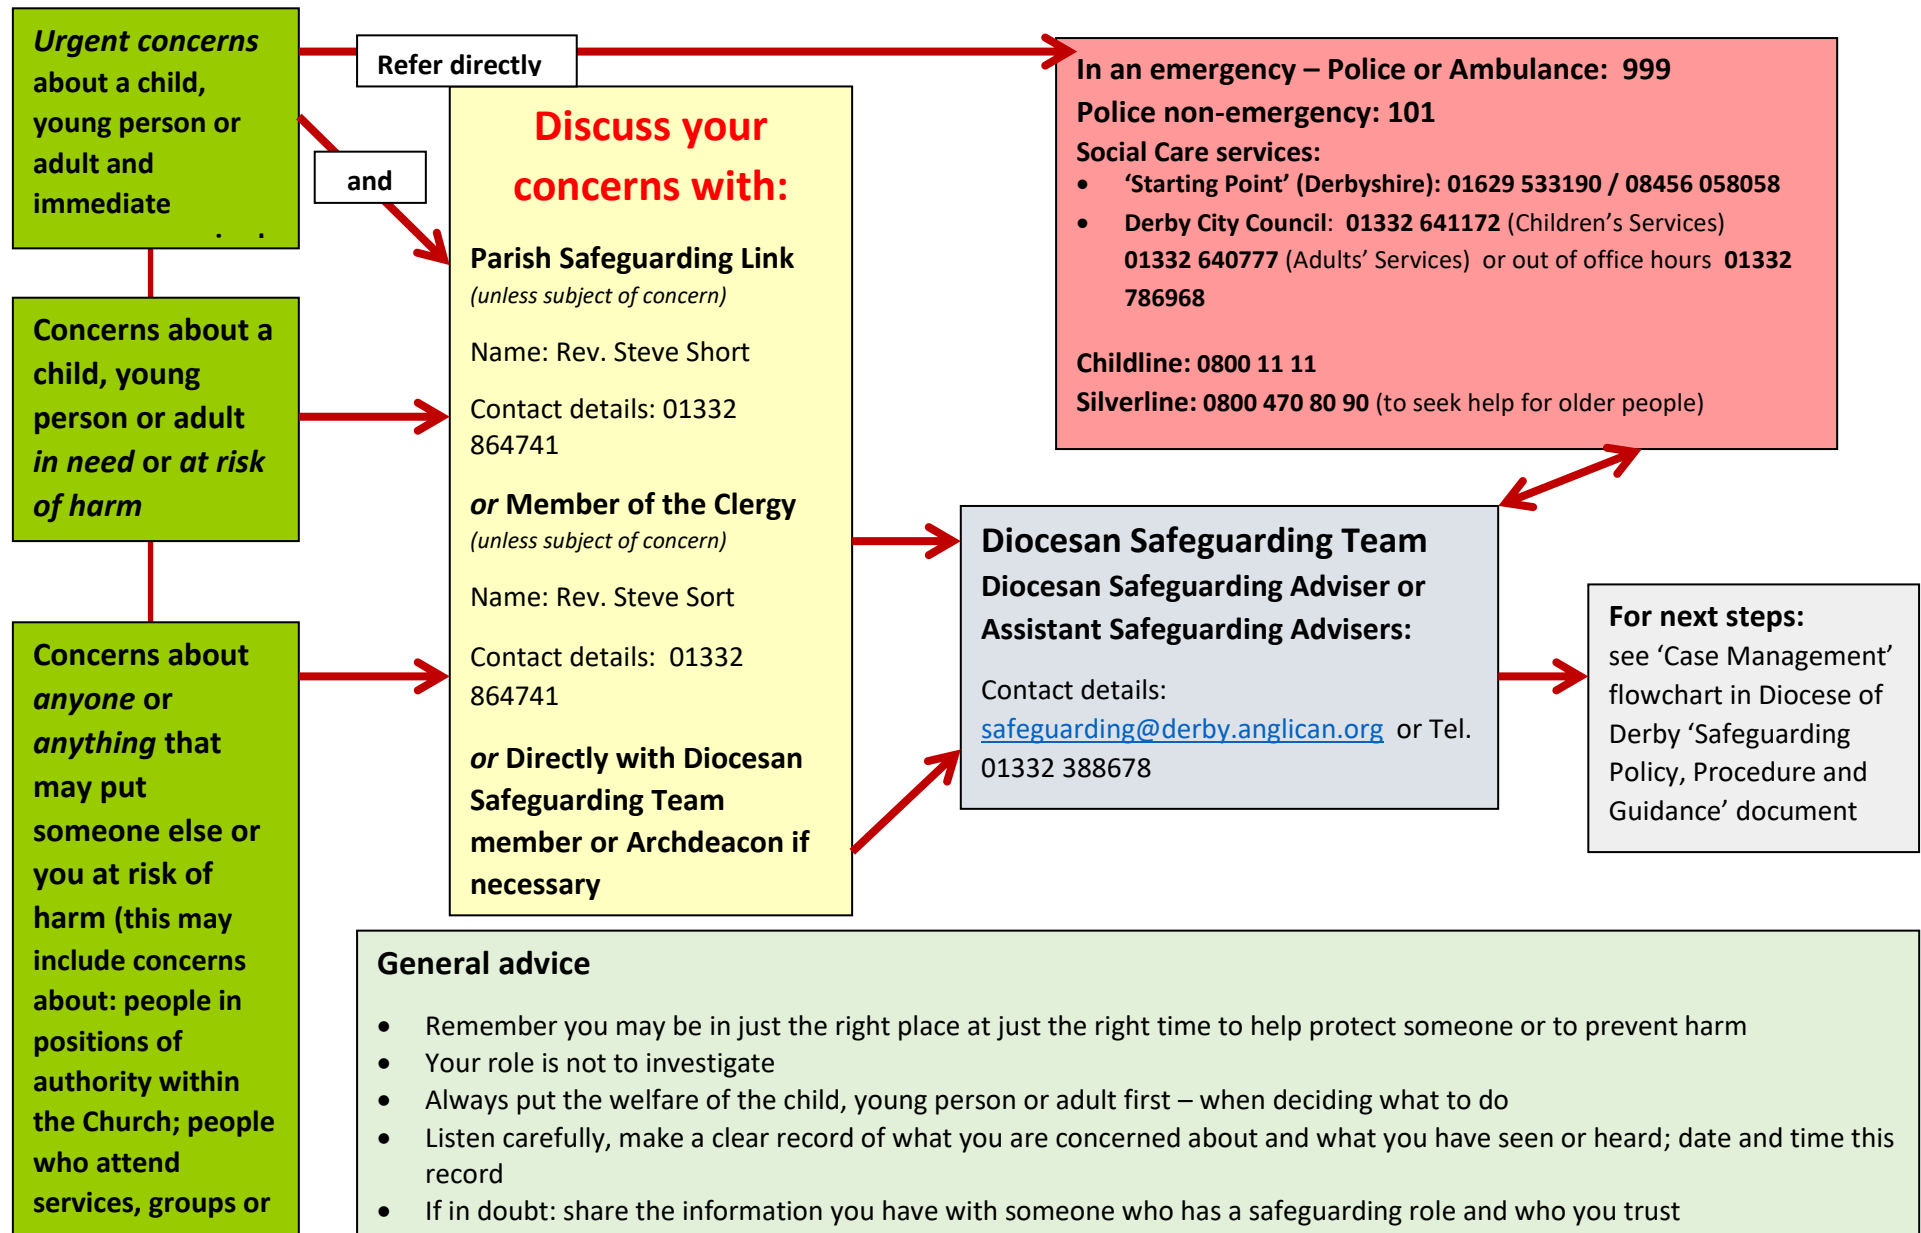 Urgent concerns
about a child,
young person or
adult and
immediate
Refer directly
and
Concerns about a
child, young
person or adult
in need or at risk
of harm
Concerns about
anyone or
anything that
may put
someone else or
you at risk of
harm (this may
include concerns
about: people in
positions of
authority within
the Church; people
who attend
services, groups or
Discuss your
concerns with:
Parish Safeguarding Link
(unless subject of concern)
Name: Rev. Steve Short
Contact details: 01332
864741
or Member of the Clergy
(unless subject of concern)
Name: Rev. Steve Sort
Contact details:  01332
864741
or Directly with Diocesan
Safeguarding Team
member or Archdeacon if
necessary
In an emergency – Police or Ambulance:  999
Police non-emergency: 101
Social Care services:
• ‘Starting Point’ (Derbyshire): 01629 533190 / 08456 058058
• Derby City Council:  01332 641172 (Children’s Services)
01332 640777 (Adults’ Services)  or out of office hours  01332
786968
Childline: 0800 11 11
Silverline: 0800 470 80 90 (to seek help for older people)
Diocesan Safeguarding Team
Diocesan Safeguarding Adviser or
Assistant Safeguarding Advisers:
Contact details:
safeguarding@derby.anglican.org  or Tel.
01332 388678
For next steps:
see ‘Case Management’
flowchart in Diocese of
Derby ‘Safeguarding
Policy, Procedure and
Guidance’ document
General advice
• Remember you may be in just the right place at just the right time to help protect someone or to prevent harm
• Your role is not to investigate
• Always put the welfare of the child, young person or adult first – when deciding what to do
• Listen carefully, make a clear record of what you are concerned about and what you have seen or heard; date and time this
record
• If in doubt: share the information you have with someone who has a safeguarding role and who you trust